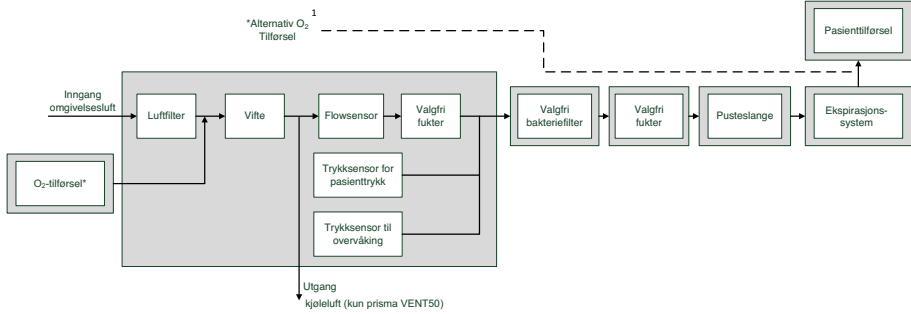 *Alternativ O2 1
Tilførsel
Pasienttilførsel
Inngang
omgivelsesluft
Luftfilter
Vifte
Flowsensor
Valgfri
fukter
Valgfri
bakteriefilter
Valgfri
fukter
Pusteslange
Ekspirasjons-
system
O2-tilførsel*
Trykksensor for
pasienttrykk
Trykksensor til
overvåking
Utgang
kjøleluft (kun prisma VENT50)